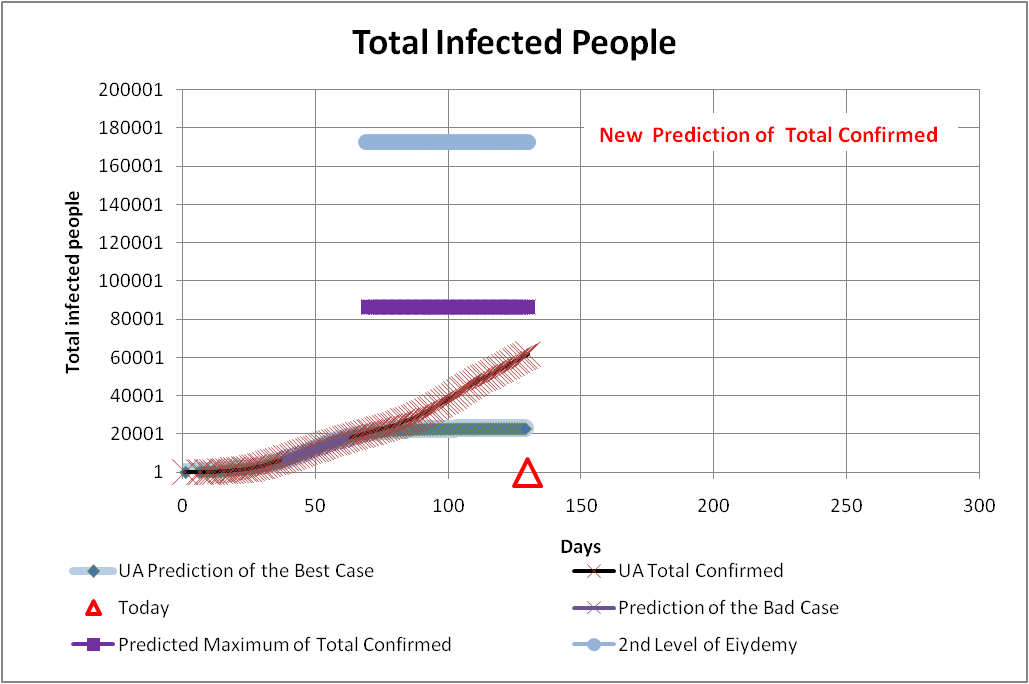 Total Infected People
200001
180001
160001
140001
120001
100001
80001
60001
40001
20001
1
Total infected people
New Prediction of Total Confirmed
0 50 100 150 200 250 300
Days
UA Prediction of the Best Case
UA Total Confirmed
Today
Prediction of the Bad Case
Predicted Maximum of Total Confirmed
2nd Level of Eiydemy